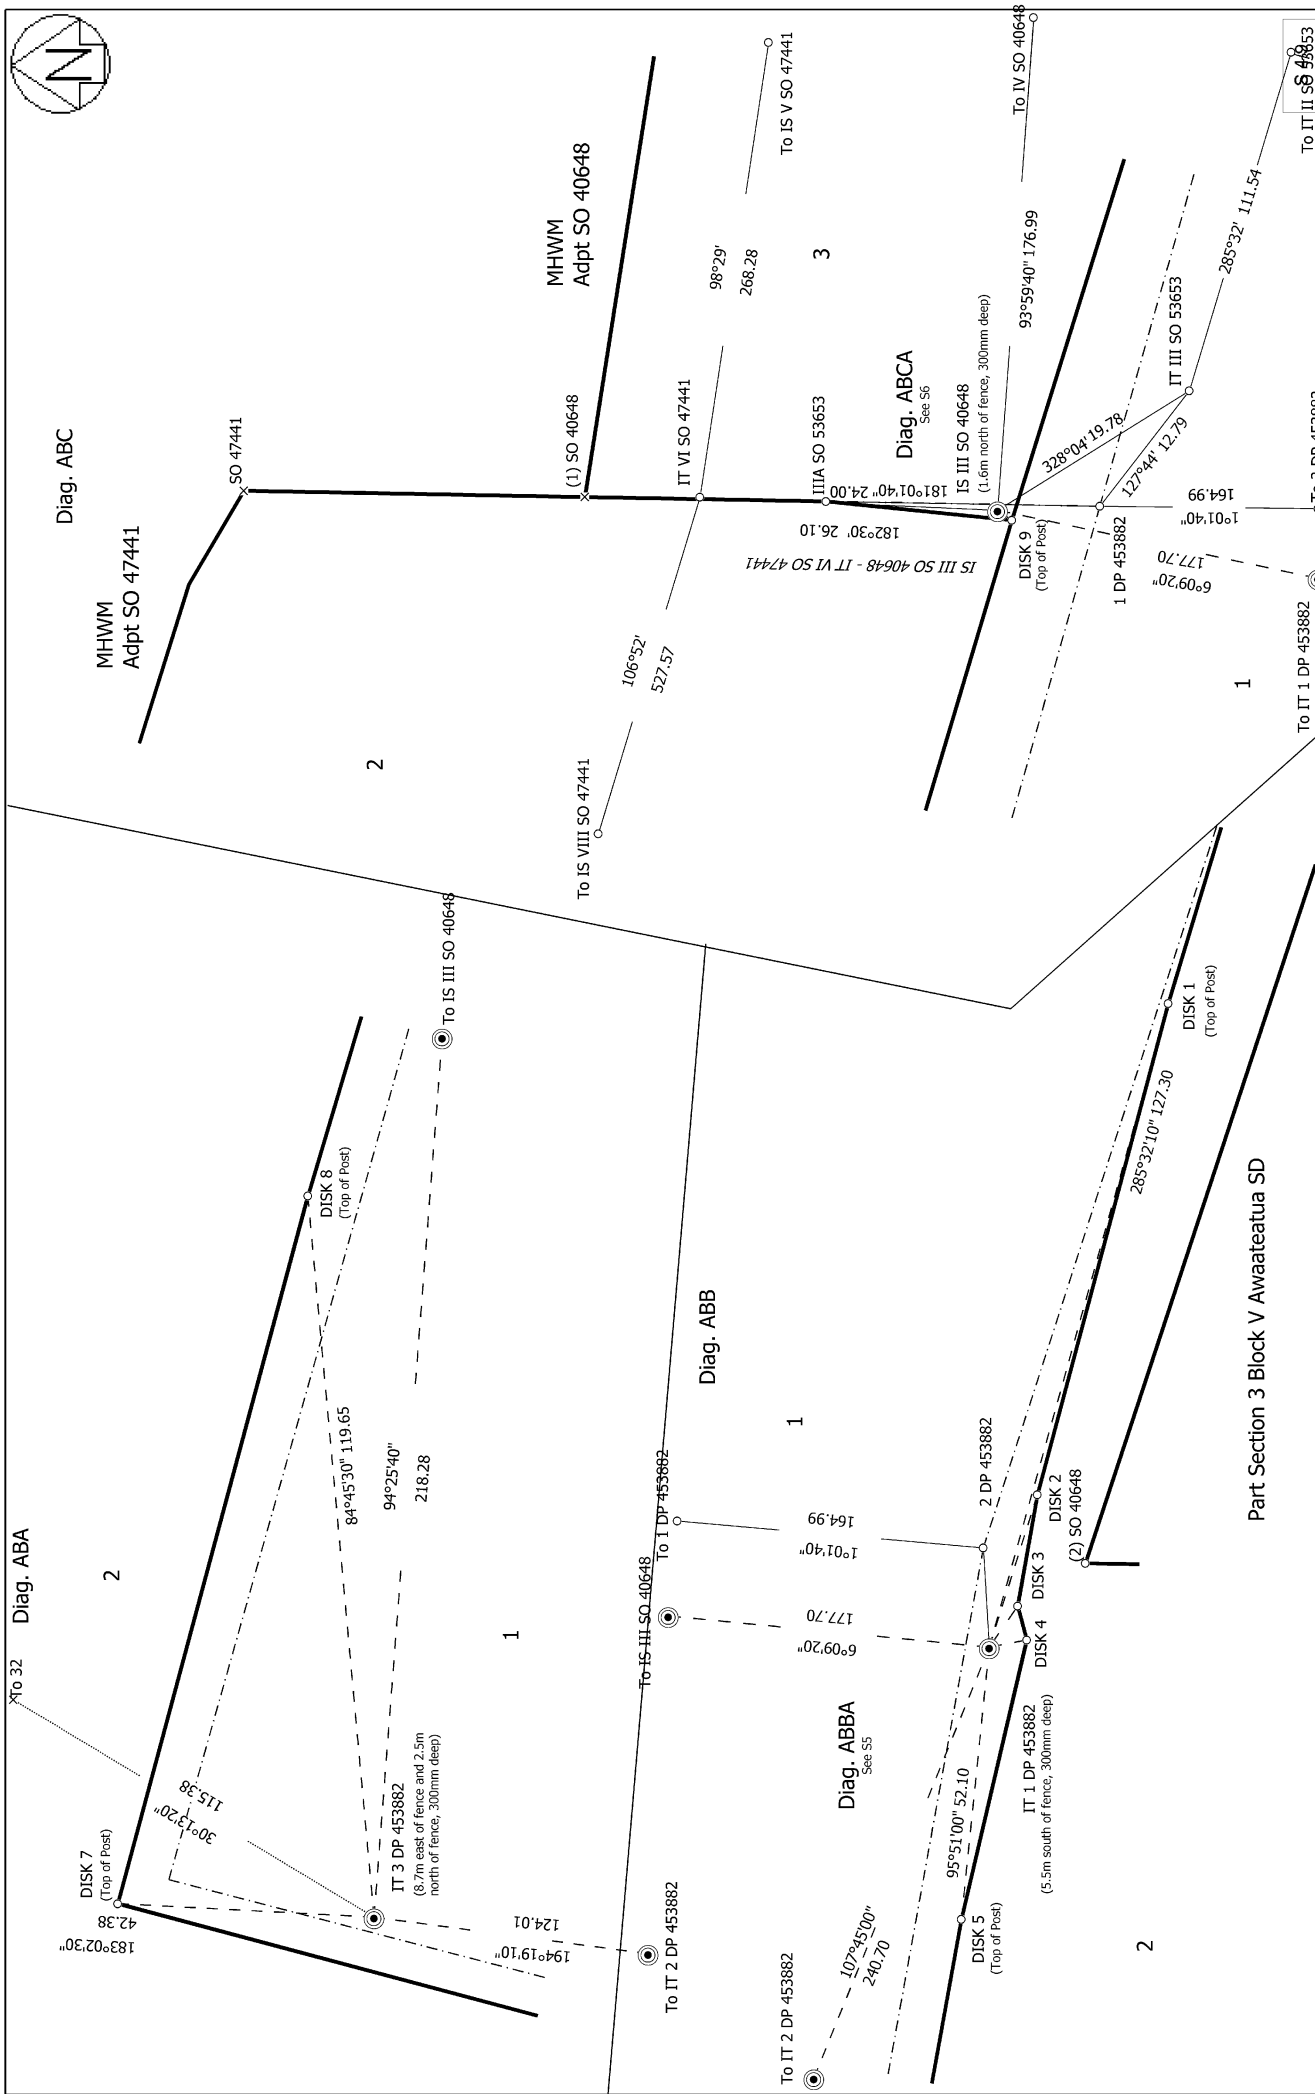 N
Diag. ABA
To 32
2
DISK 7
(Top of Post)
42.38
183°02'30"
115.38
30°13'20"
IT 3 DP 453882
(8.7m east of fence and 2.5m
north of fence, 300mm deep)
124.01
194°19'10"
To IT 2 DP 453882
84°45'30" 119.65
94°25'40"
218.28
DISK 8
(Top of Post)
To IS III SO 40648
1
Diag. ABB
1
To 1 DP 453882
164.99
1°01'40"
2 DP 453882
To IS III SO 40648
177.70
6°09'20"
Diag. ABBA
See S5
To IT 2 DP 453882
107°45'00"
240.70
95°51'00" 52.10
IT 1 DP 453882
(5.5m south of fence, 300mm deep)
DISK 5
(Top of Post)
DISK 4
DISK 3
DISK 2
(2) SO 40648
285°32'10" 127.30
DISK 1
(Top of Post)
2
Part Section 3 Block V Awaateatua SD
Diag. ABC
MHWM
Adpt SO 47441
SO 47441
2
MHWM
Adpt SO 40648
(1) SO 40648
To IS V SO 47441
98°29'
268.28
IT VI SO 47441
106°52'
527.57
To IS VIII SO 47441
3
IIIA SO 53653
181°01'40" 24.00
182°30' 26.10
IS III SO 40648 - IT VI SO 47441
Diag. ABCA
See S6
IS III SO 40648
(1.6m north of fence, 300mm deep)
93°59'40" 176.99
To IV SO 40648
DISK 9
(Top of Post)
328°04' 19.78
127°44' 12.79
IT III SO 53653
285°32' 111.54
To IT II SO 53653
1 DP 453882
164.99
1°01'40"
177.70
6°09'20"
To IT 1 DP 453882
1